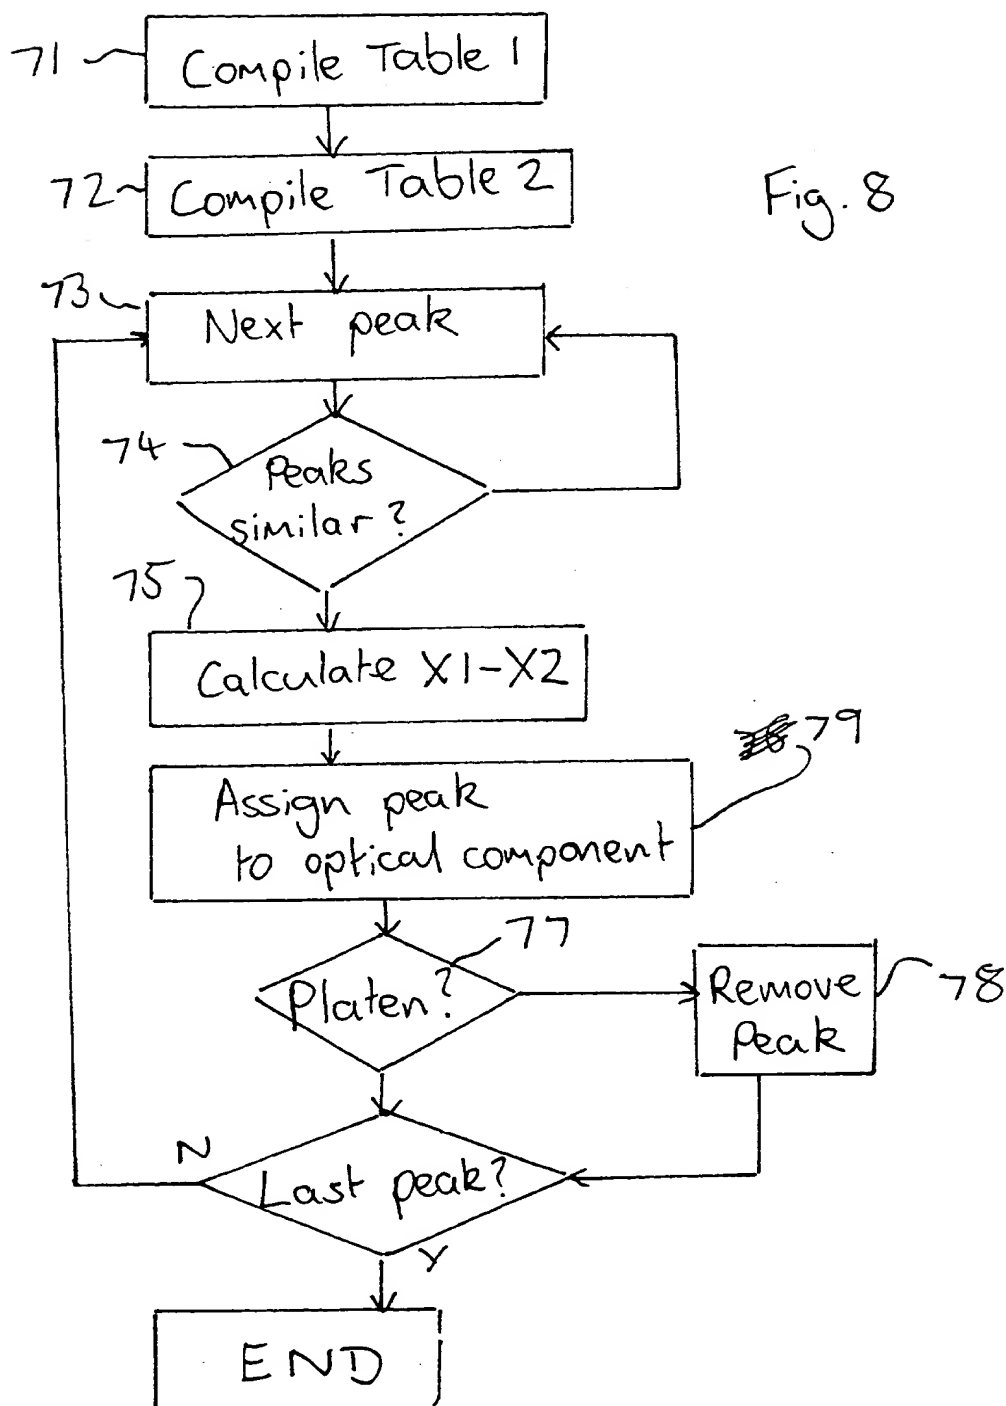 71
Compile Table 1
72
Compile Table 2
Fig. 8
73
Next peak
74
Peaks
similar?
75
Calculate X1-X2
79
Assign peak
to optical component
77
Platen?
Remove
Peak
78
N
Last peak?
Y
END